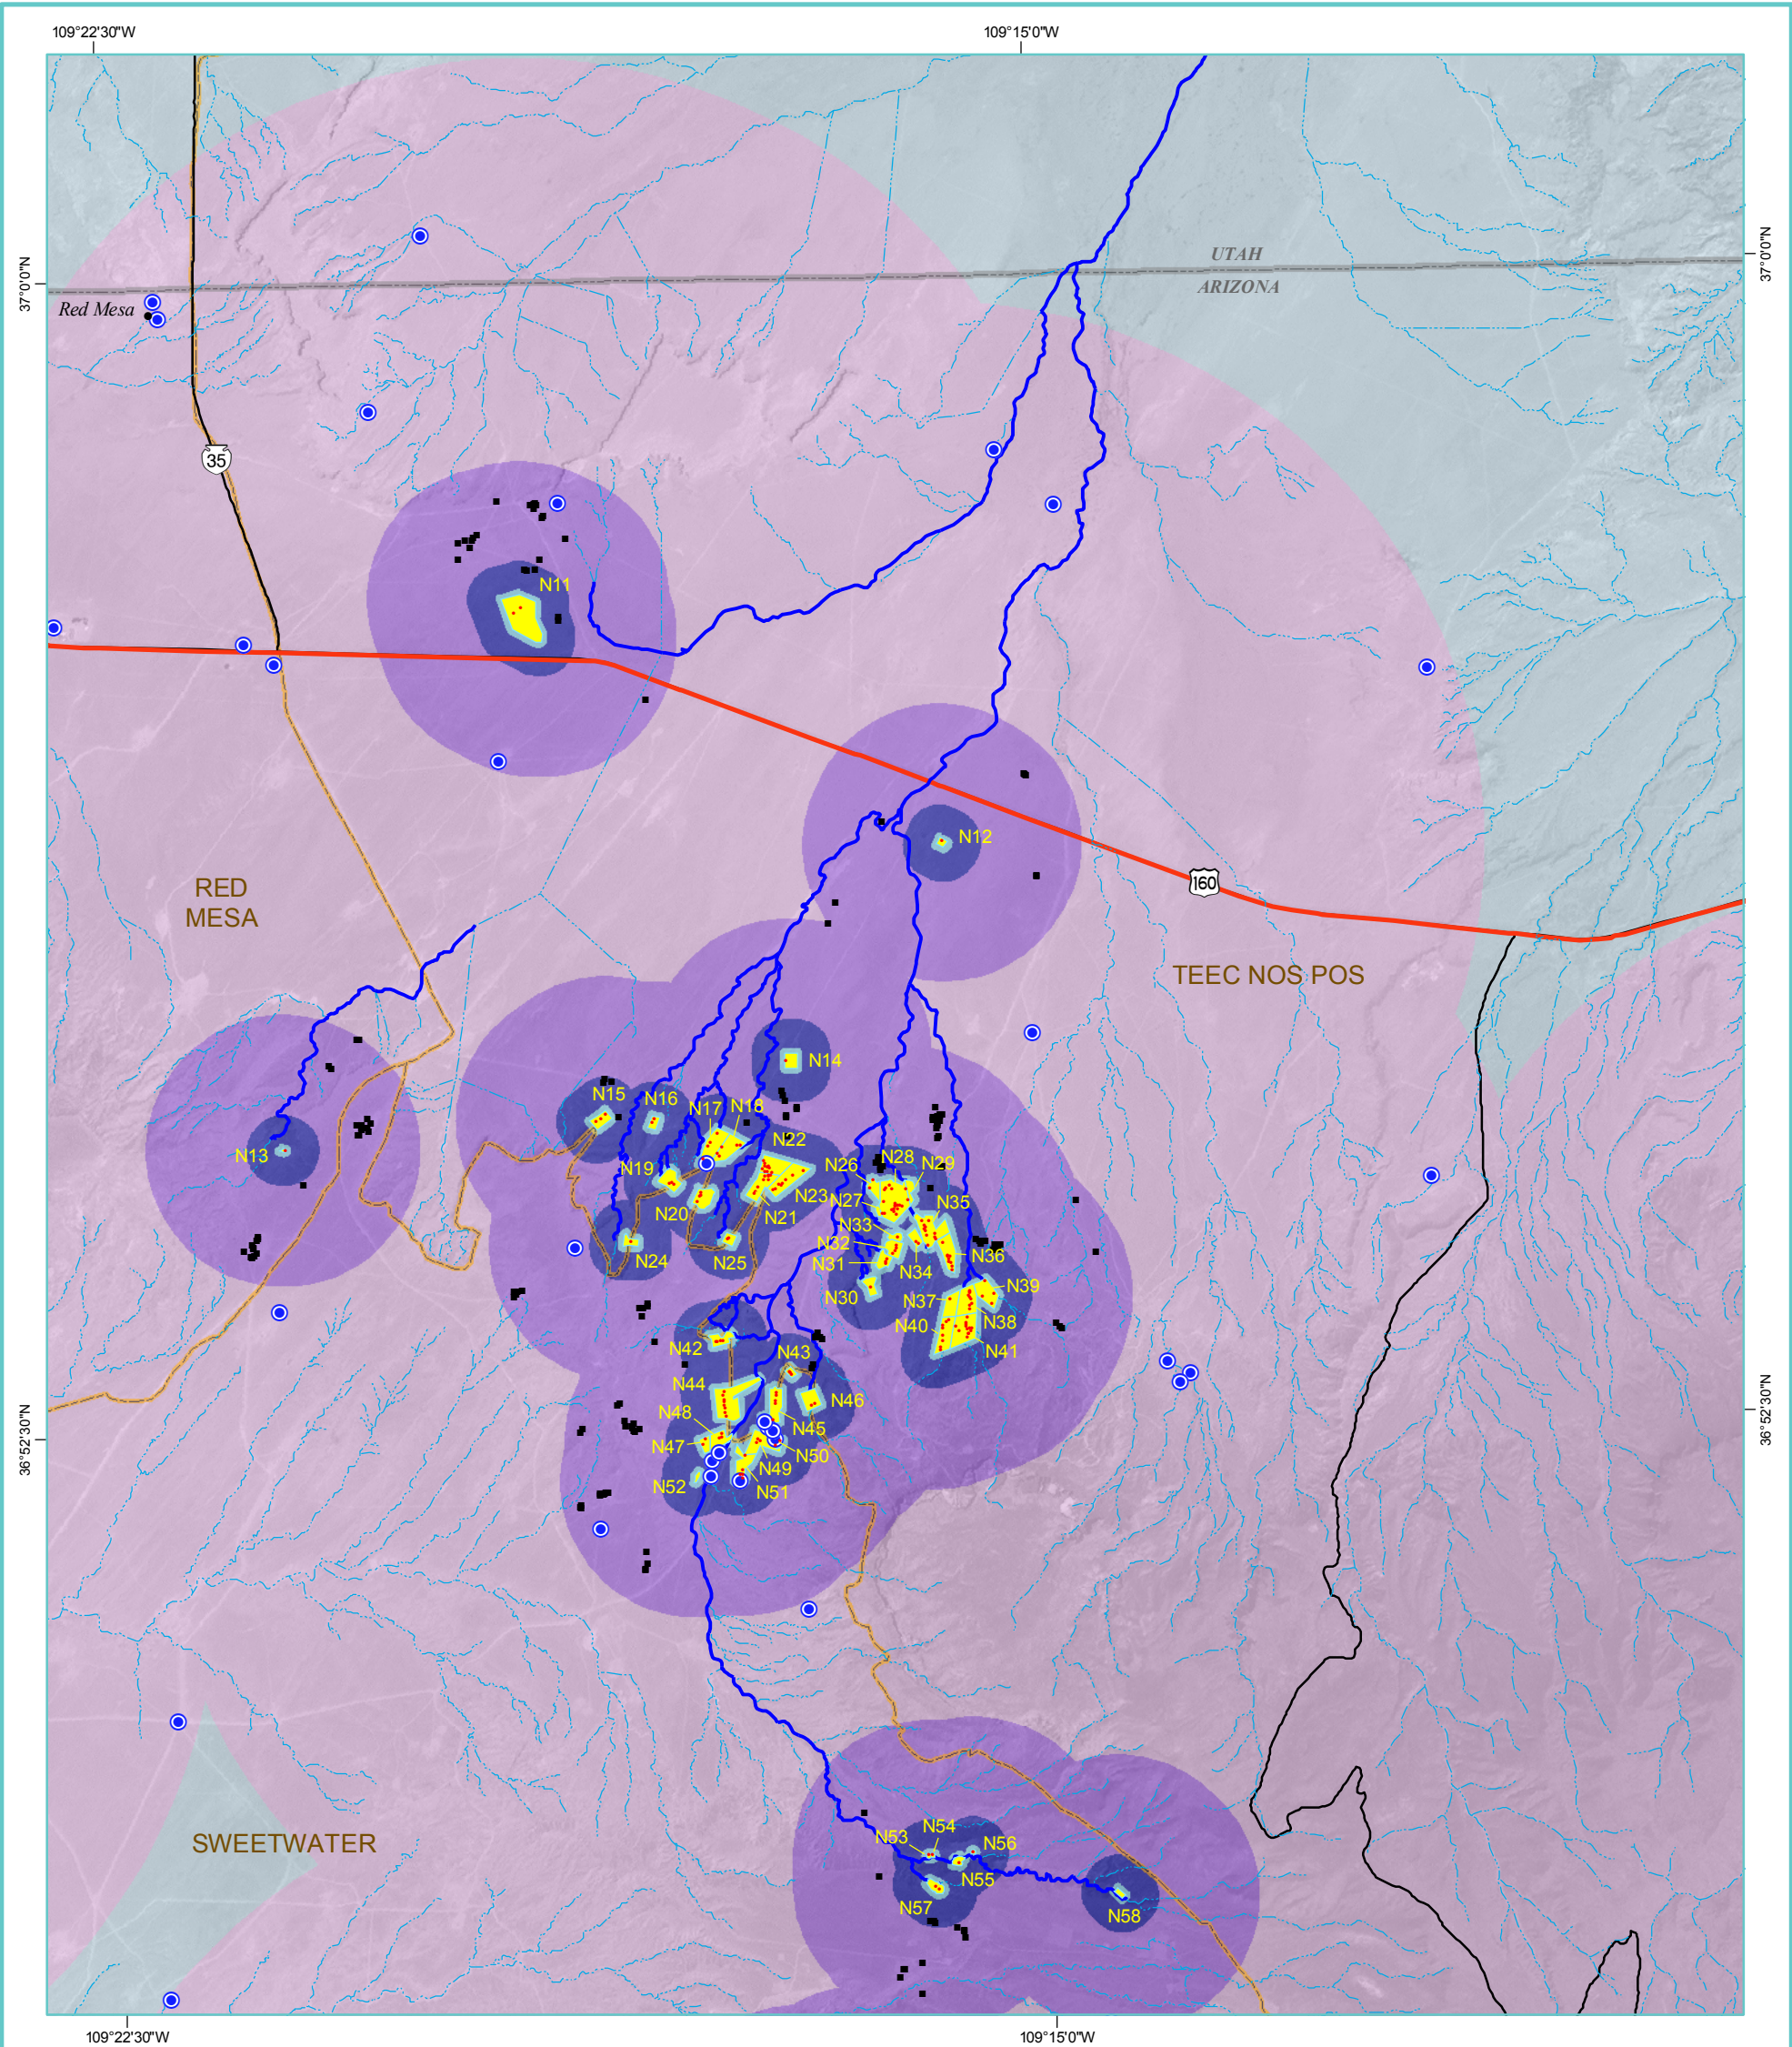 109°22'30"W
109°15'0"W
37°0'0"N
37°0'0"N
UTAH
ARIZONA
Red Mesa
35
N11
N12
160
RED
MESA
TEEC NOS POS
N14
N15
N16
N17
N18
N13
N22
N19
N26
N28
N29
N23
N27
N35
N20
N21
N33
N32
N24
N25
N31
N34
N36
N30
N37
N39
N40
N38
N42
N41
N43
N44
N46
N48
N45
N47
N50
N49
N52
N51
36°52'30"N
36°52'30"N
SWEETWATER
N54
N53
N56
N55
N57
N58
109°22'30"W
109°15'0"W